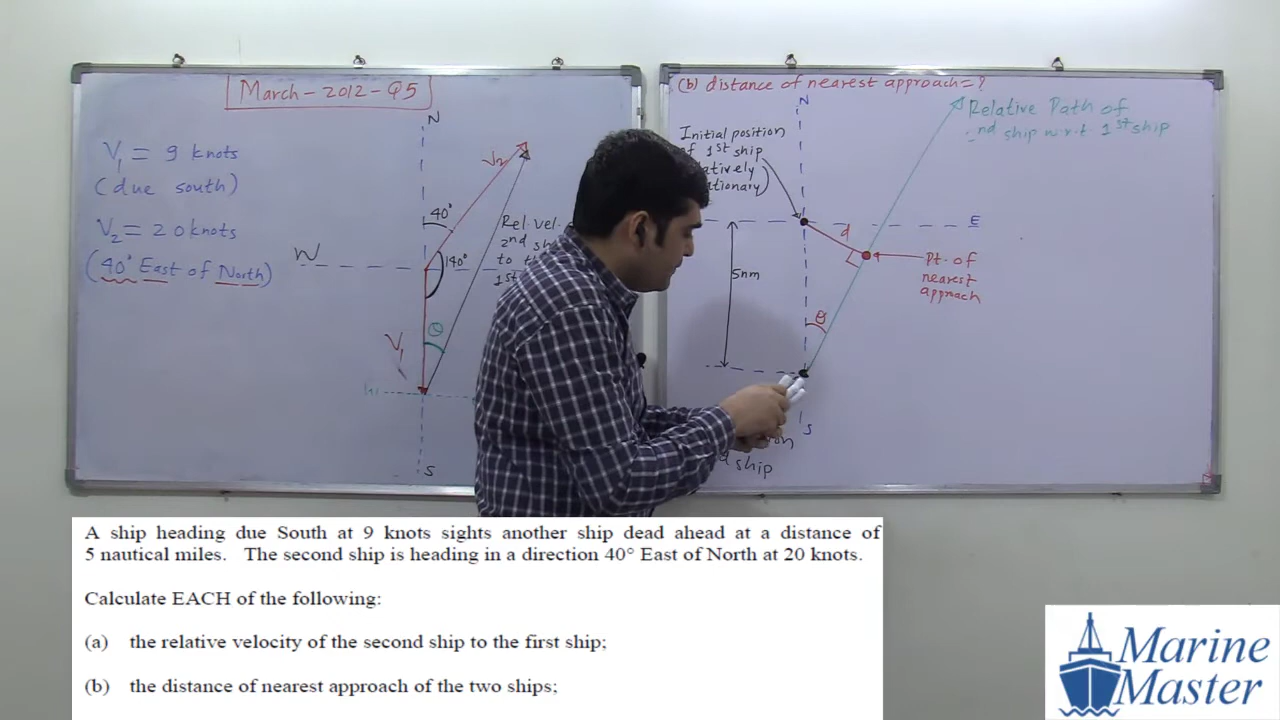 March-2012-Q5
V₁ = 9 knots
(due south)
V₂ = 20 knots
(40° East of North)
N
V₂
40°
140°
W
Rel. vel.
2nd
to
1st
θ
V₁
S
(b) distance of nearest approach = ?
N
Relative Path of
nd ship w.r.t. 1st ship
Initial position
of 1st ship
E
d
5nm
Pt. of
nearest
apprach
θ
S
ship
A ship heading due South at 9 knots sights another ship dead ahead at a distance of
5 nautical miles. The second ship is heading in a direction 40° East of North at 20 knots.
Calculate EACH of the following:
(a) the relative velocity of the second ship to the first ship;
(b) the distance of nearest approach of the two ships;
Marine
Master